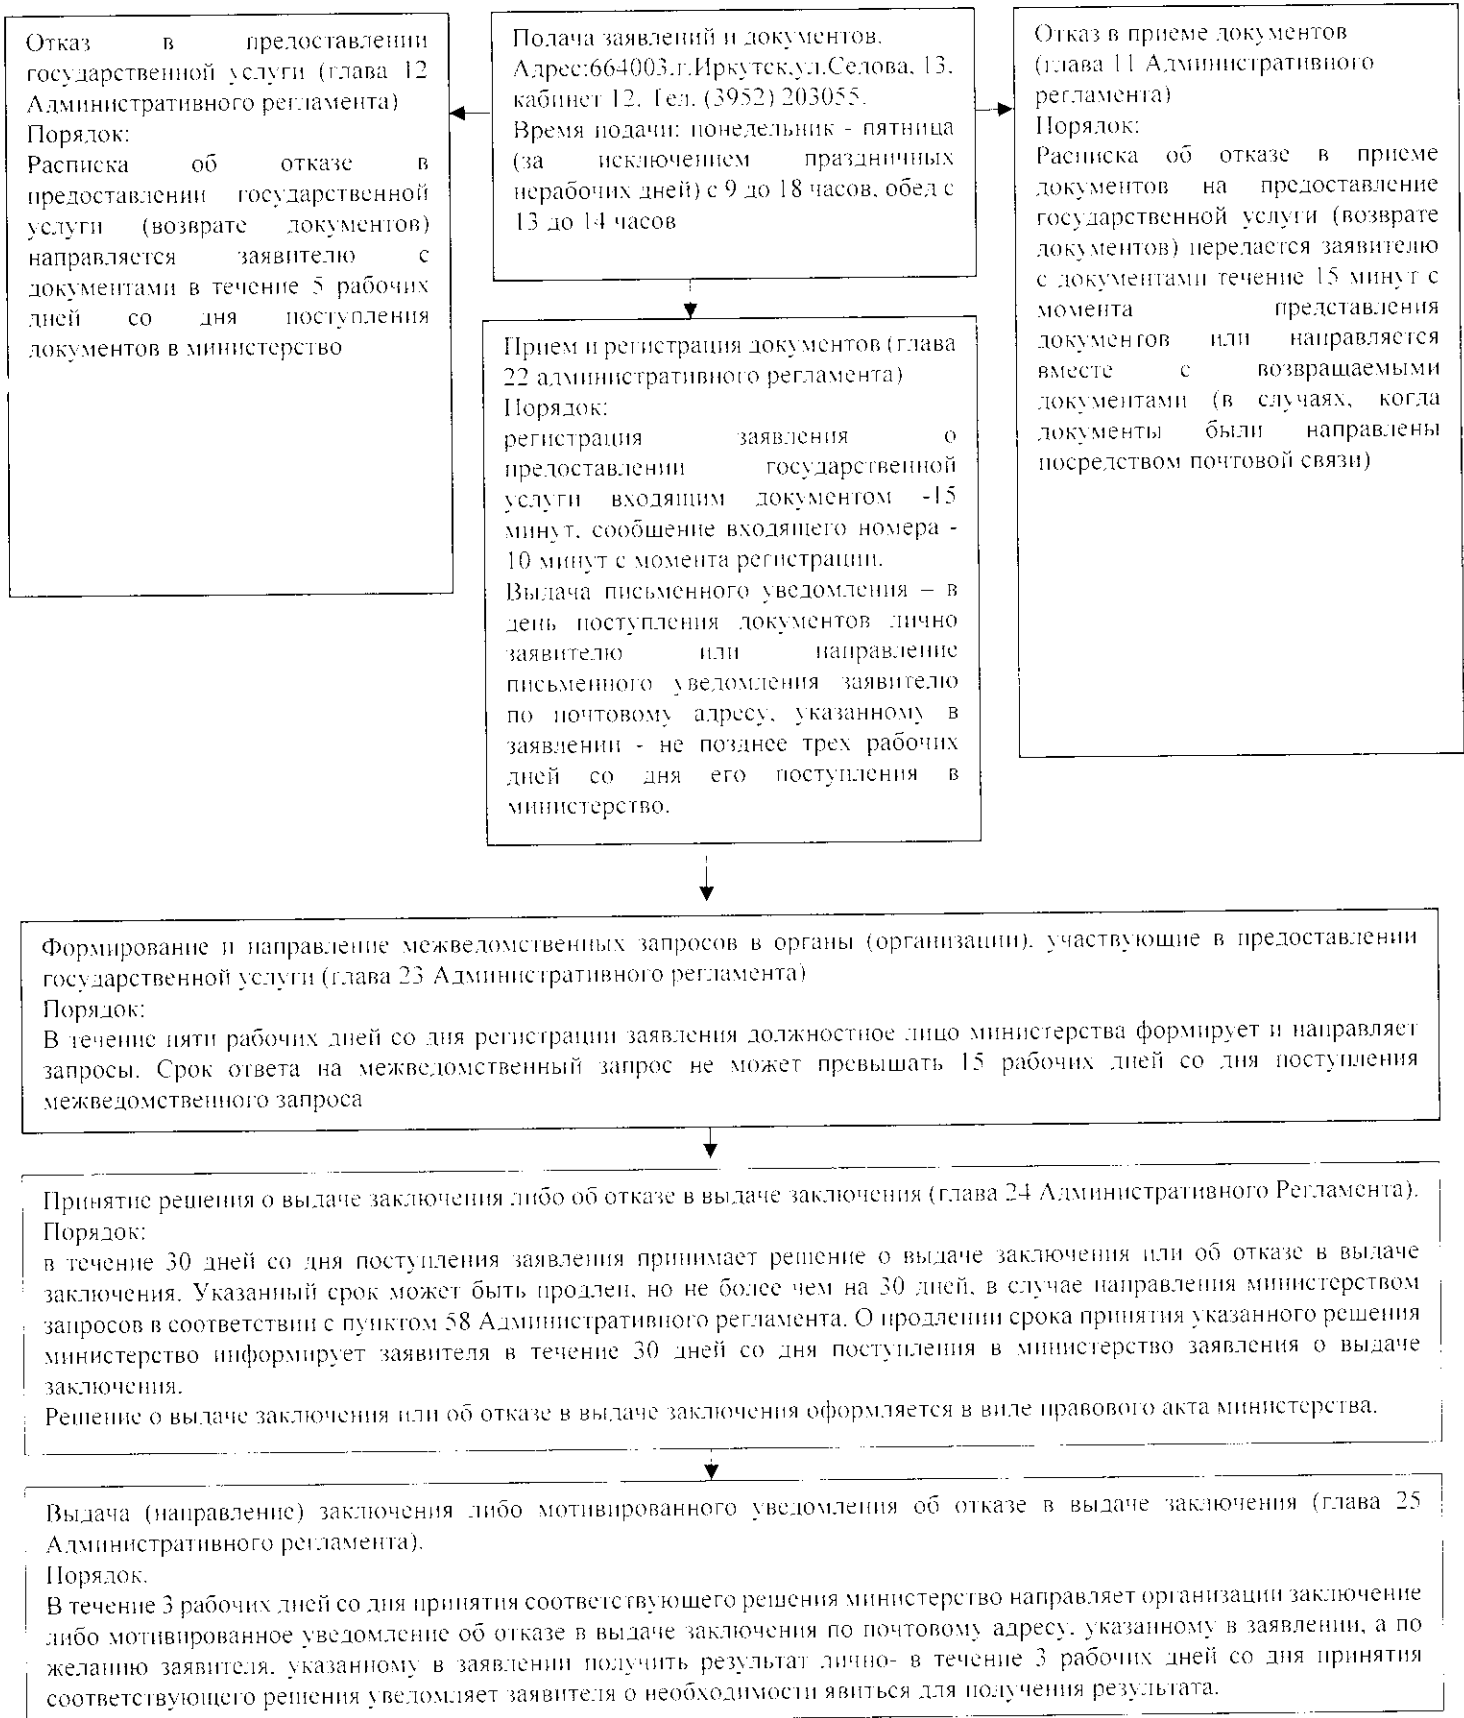 Отказ в предоставлении
государственной услуги (глава 12
Административного регламента)
Порядок:
Расписка об отказе в
предоставлении государственной
услуги (возврате документов)
направляется заявителю с
документами в течение 5 рабочих
дней со дня поступления
документов в министерство
Подача заявлений и документов.
Адрес:664003.г.Иркутск,ул.Седова, 13,
кабинет 12. Тел. (3952) 203055.
Время подачи: понедельник - пятница
(за исключением праздничных
нерабочих дней) с 9 до 18 часов, обед с
13 до 14 часов
Отказ в приеме документов
(глава 11 Административного
регламента)
Порядок:
Расписка об отказе в приеме
документов на предоставление
государственной услуги (возврате
документов) передается заявителю
с документами течение 15 минут с
момента представления
документов или направляется
вместе с возвращаемыми
документами (в случаях, когда
документы были направлены
посредством почтовой связи)
Прием и регистрация документов (глава
22 административного регламента)
Порядок:
регистрация заявления о
предоставлении государственной
услуги входящим документом -15
минут, сообщение входящего номера -
10 минут с момента регистрации.
Выдача письменного уведомления – в
день поступления документов лично
заявителю или направление
письменного уведомления заявителю
по почтовому адресу, указанному в
заявлении - не позднее трех рабочих
дней со дня его поступления в
министерство.
Формирование и направление межведомственных запросов в органы (организации), участвующие в предоставлении
государственной услуги (глава 23 Административного регламента)
Порядок:
В течение пяти рабочих дней со дня регистрации заявления должностное лицо министерства формирует и направляет
запросы. Срок ответа на межведомственный запрос не может превышать 15 рабочих дней со дня поступления
межведомственного запроса
Принятие решения о выдаче заключения либо об отказе в выдаче заключения (глава 24 Административного Регламента).
Порядок:
в течение 30 дней со дня поступления заявления принимает решение о выдаче заключения или об отказе в выдаче
заключения. Указанный срок может быть продлен, но не более чем на 30 дней, в случае направления министерством
запросов в соответствии с пунктом 58 Административного регламента. О продлении срока принятия указанного решения
министерство информирует заявителя в течение 30 дней со дня поступления в министерство заявления о выдаче
заключения.
Решение о выдаче заключения или об отказе в выдаче заключения оформляется в виде правового акта министерства.
Выдача (направление) заключения либо мотивированного уведомления об отказе в выдаче заключения (глава 25
Административного регламента).
Порядок.
В течение 3 рабочих дней со дня принятия соответствующего решения министерство направляет организации заключение
либо мотивированное уведомление об отказе в выдаче заключения по почтовому адресу, указанному в заявлении, а по
желанию заявителя, указанному в заявлении получить результат лично- в течение 3 рабочих дней со дня принятия
соответствующего решения уведомляет заявителя о необходимости явиться для получения результата.